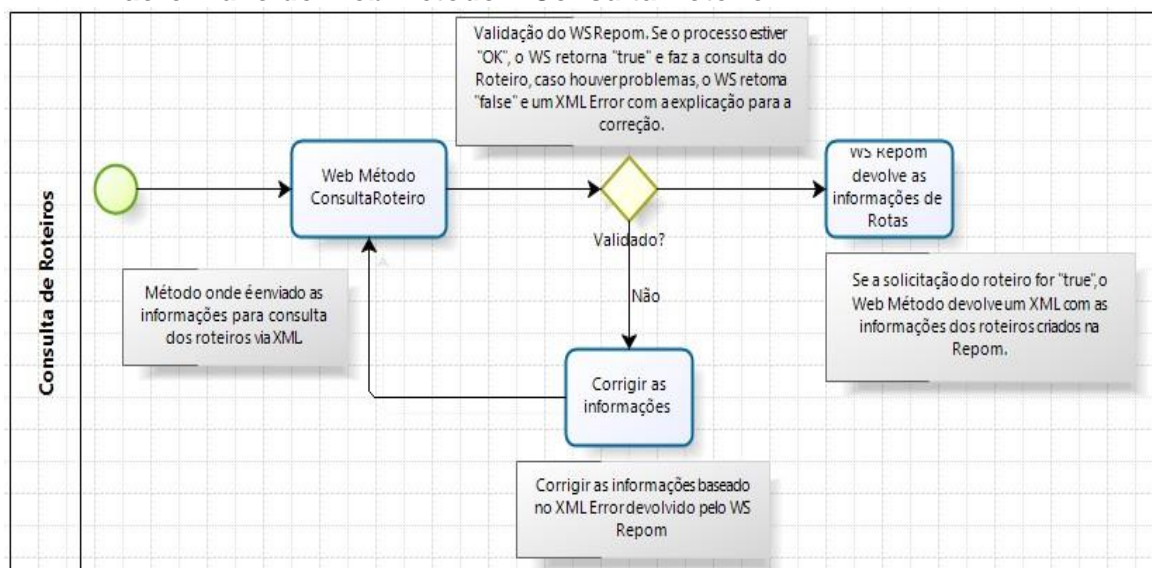 Validação do WS Repom. Se o processo estiver
"OK", o WS retorna "true" e faz a consulta do
Roteiro, caso houver problemas, o WS retorna
"false" e um XML Error com a explicação para a
correção.
Consulta de Roteiros
Web Método
ConsultaRoteiro
WS Repom
devolve as
informações de
Rotas
Validado?
Não
Método onde é enviado as
informações para consulta
dos roteiros via XML
Se a solicitação do roteiro for "true", o
Web Método devolve um XML com as
informações dos roteiros criados na
Repom.
Corrigir as
informações
Corrigir as informações baseado
no XML Error devolvido pelo WS
Repom